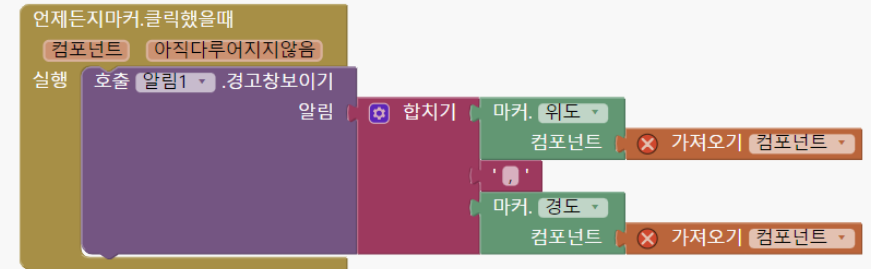 언제든지마커.클릭했을때
컴포넌트 아직다루어지지않음
실행 호출 알림1 .경고창보이기
알림 합치기 마커. 위도
컴포넌트 가져오기 컴포넌트
' , '
마커. 경도
컴포넌트 가져오기 컴포넌트